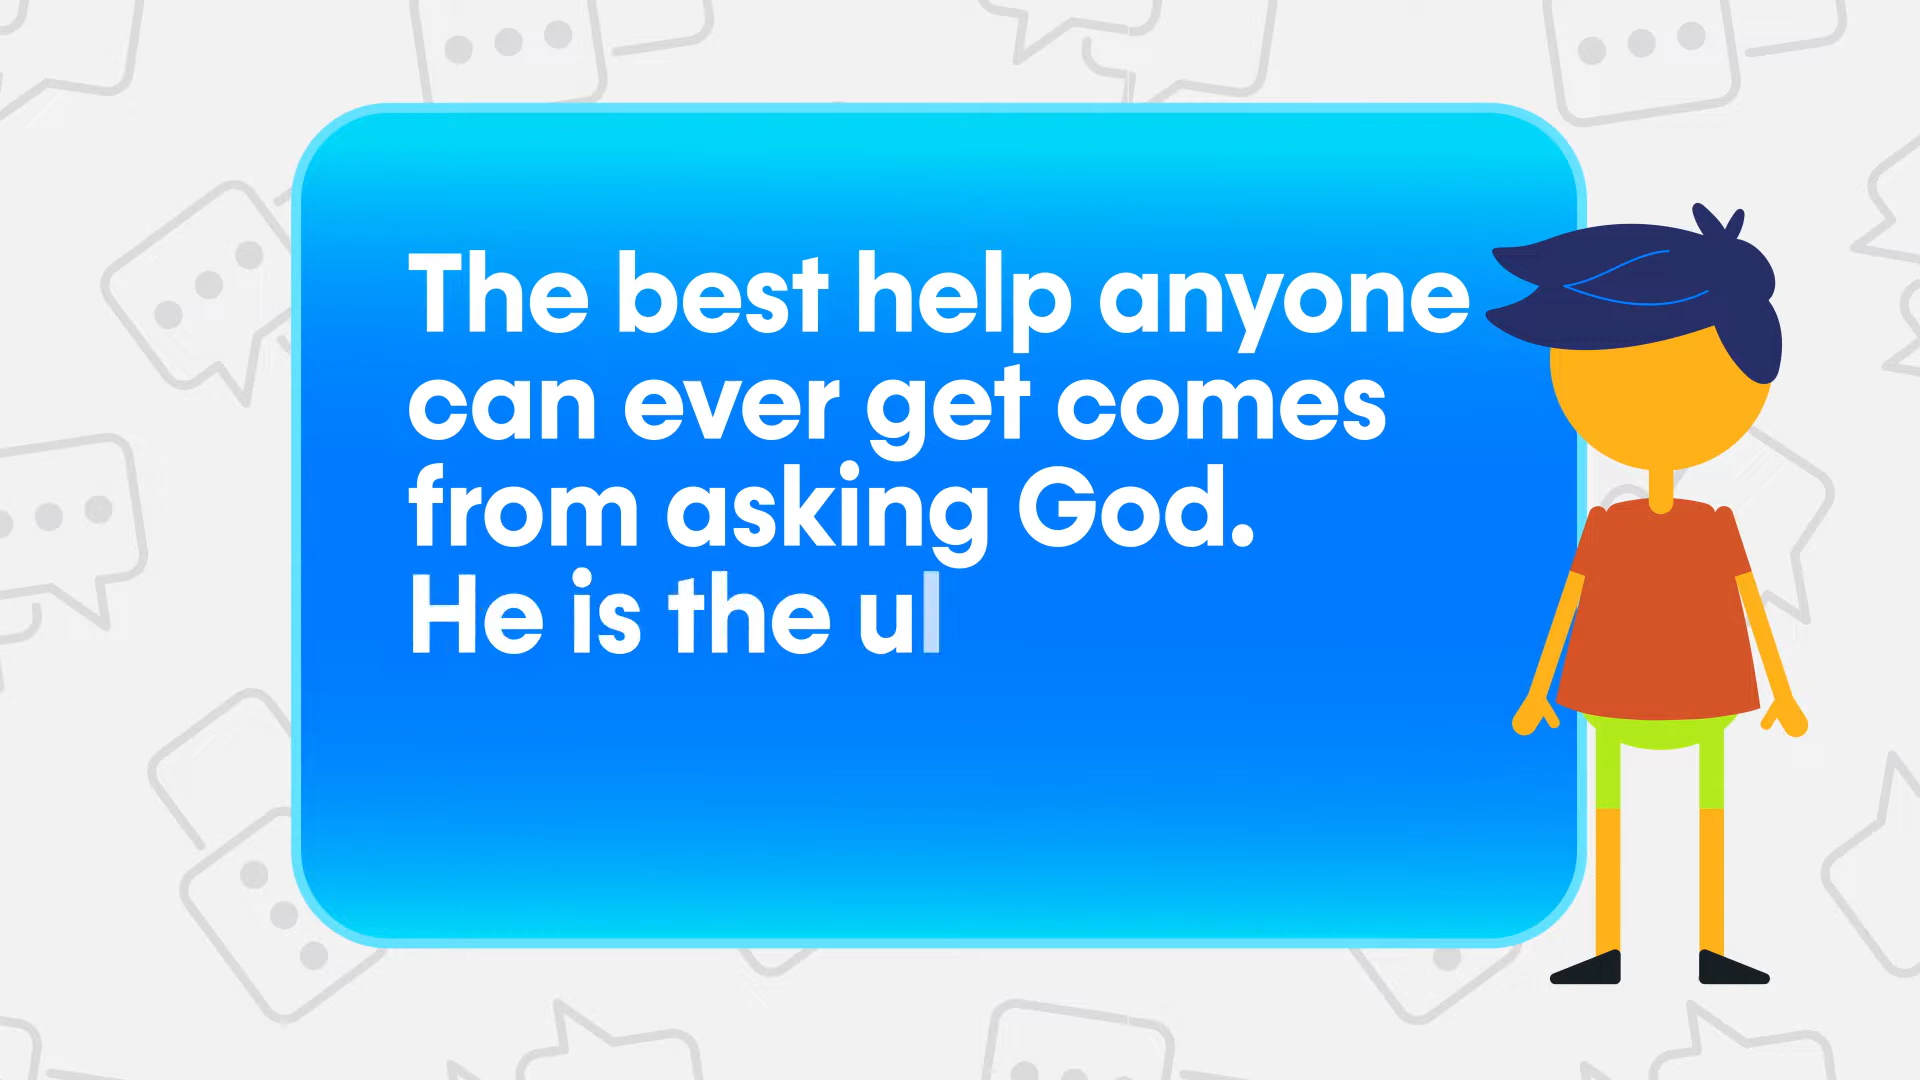 The best help anyone
can ever get comes
from asking God.
He is the ul